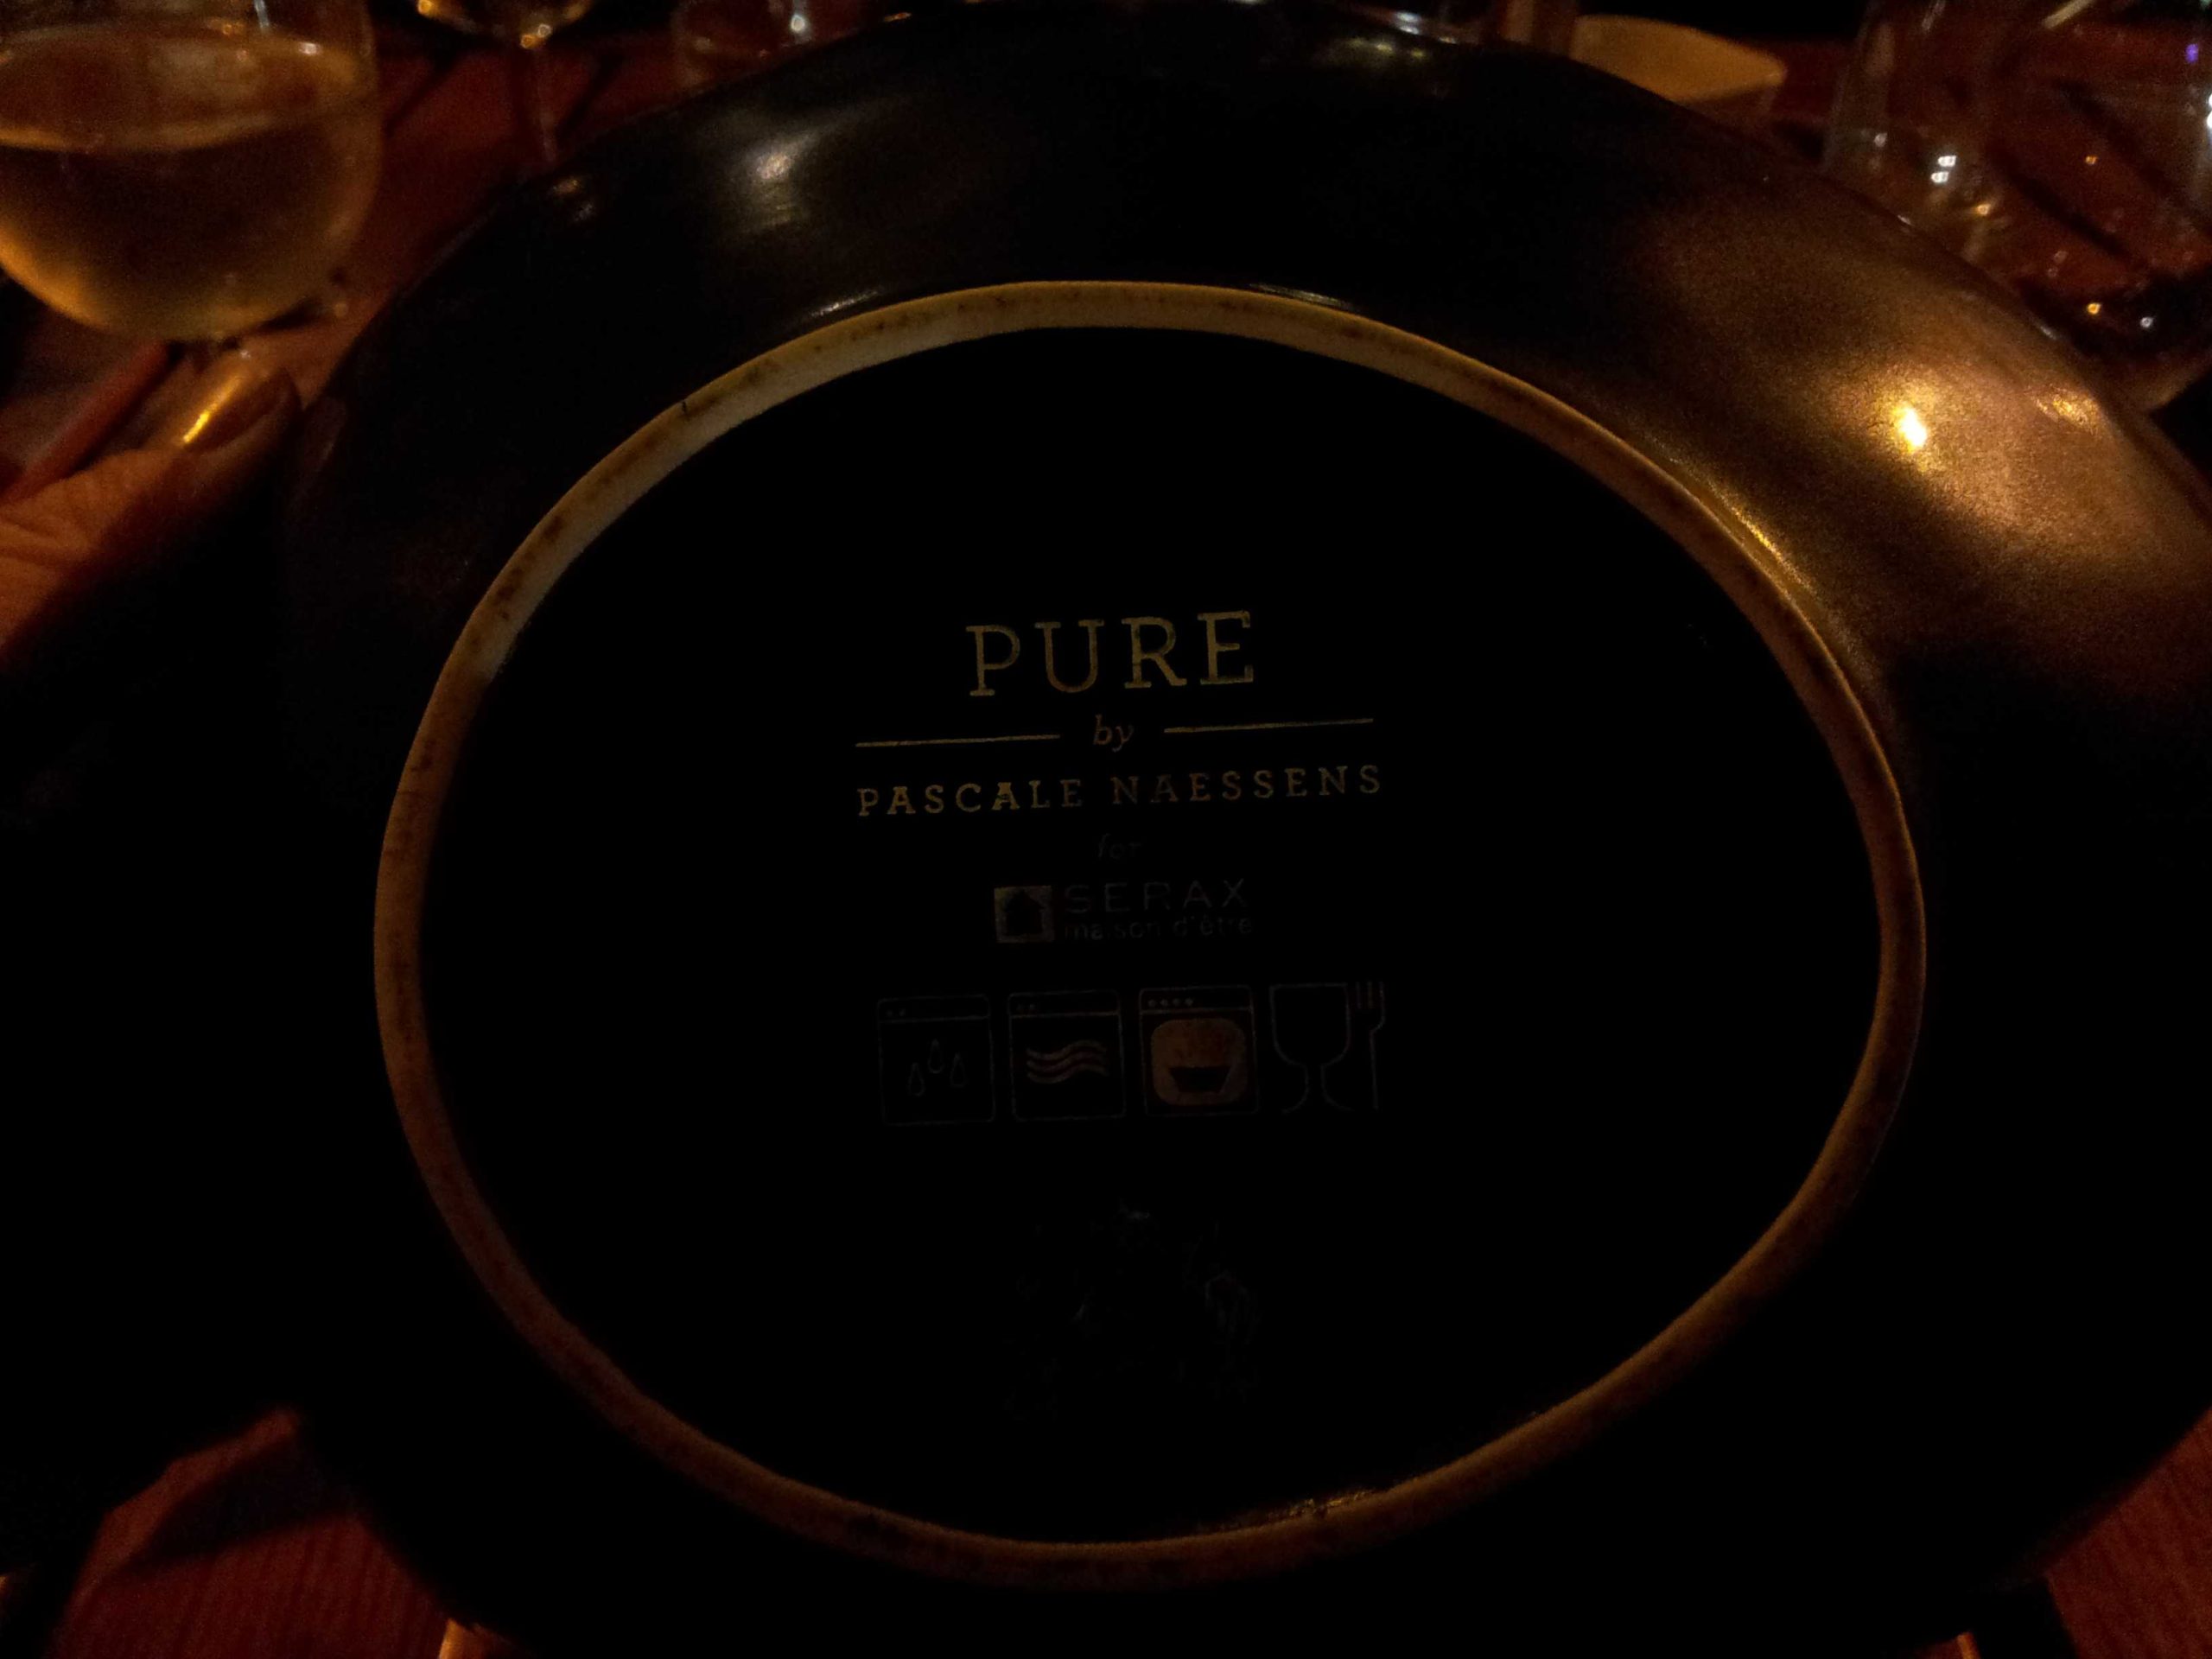 PURE
by
PASCALE NAESSENS
for
SERAX
maison d'être